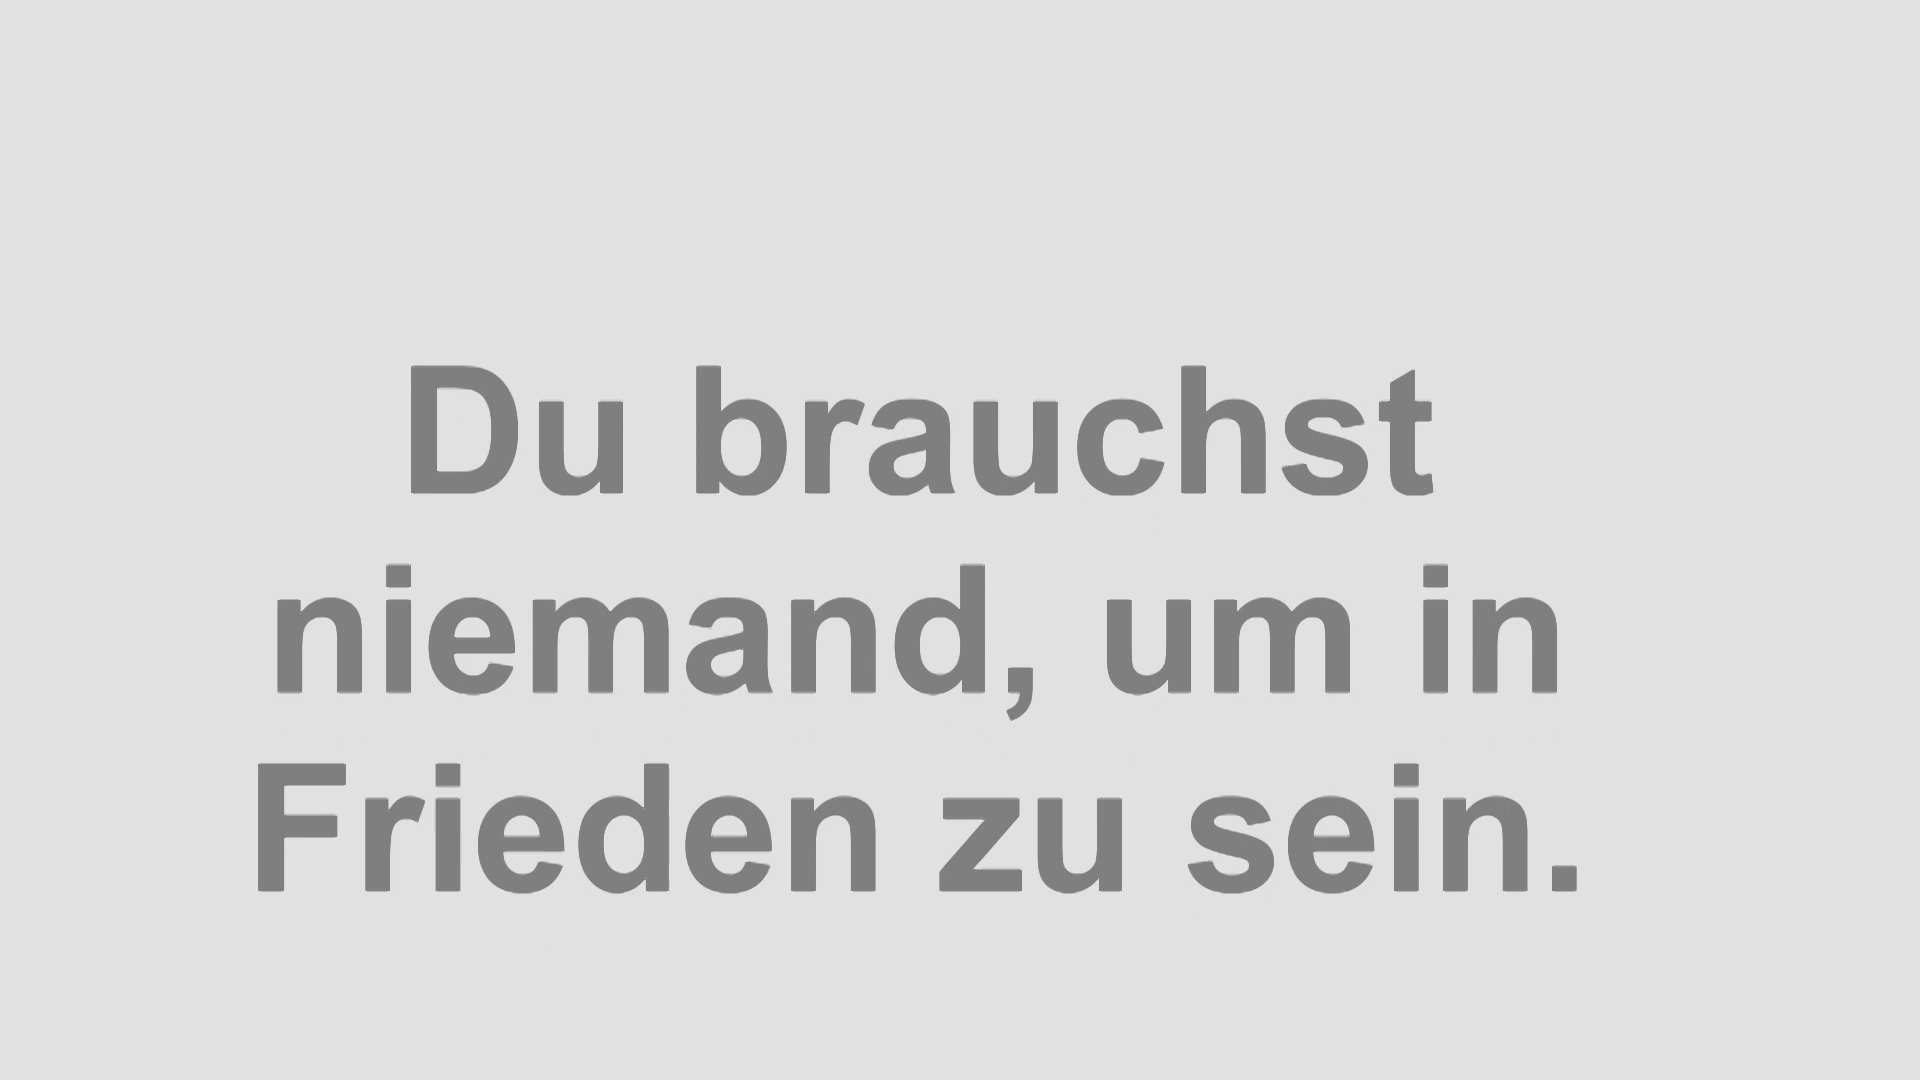 Du brauchst
niemand, um in
Frieden zu sein.